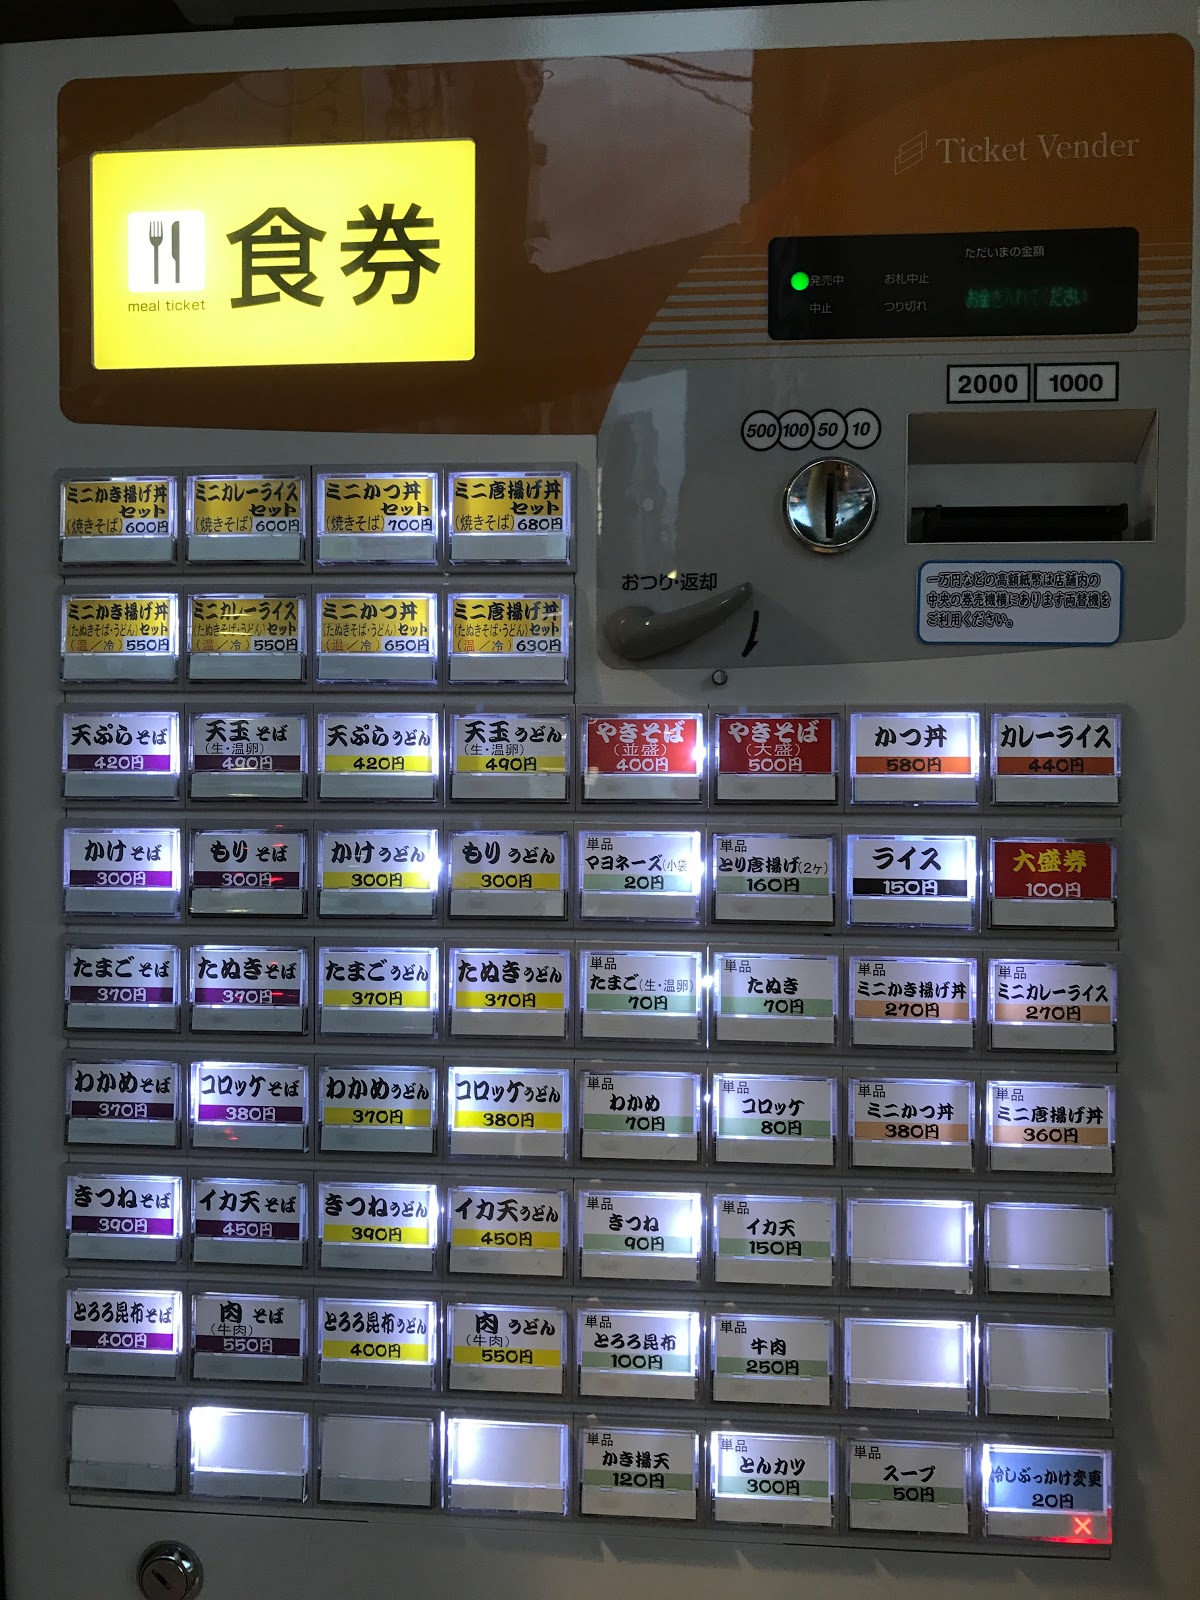 食券
meal ticket
Ticket Vender
ただいまの金額
発売中 お札中止
お金を入れてください
中止 つり切れ
2000 1000
500 100 50 10
おつり・返却
一万円などの高額紙幣は店舗内の
中央の券売機横にあります両替機を
ご利用ください。
ミニかき揚げ丼
セット
(焼きそば) 600円
ミニカレーライス
セット
(焼きそば) 600円
ミニかつ丼
セット
(焼きそば) 700円
ミニ唐揚げ丼
セット
(焼きそば) 680円
ミニかき揚げ丼
(たぬきそば・うどん) セット
(温/冷) 550円
ミニカレーライス
(たぬきそば・うどん) セット
(温/冷) 550円
ミニかつ丼
(たぬきそば・うどん) セット
(温/冷) 650円
ミニ唐揚げ丼
(たぬきそば・うどん) セット
(温/冷) 630円
天ぷらそば
420円
天玉そば
(生・温卵)
490円
天ぷらうどん
420円
天玉うどん
(生・温卵)
490円
やきそば
(並盛)
400円
やきそば
(大盛)
500円
かつ丼
580円
カレーライス
440円
かけそば
300円
もりそば
300円
かけうどん
300円
もりうどん
300円
単品
マヨネーズ(小袋
20円
単品
とり唐揚げ(2ヶ)
160円
ライス
150円
大盛券
100円
たまごそば
370円
たぬきそば
370円
たまごうどん
370円
たぬきうどん
370円
単品
たまご(生・温卵)
70円
単品
たぬき
70円
単品
ミニかき揚げ丼
270円
単品
ミニカレーライス
270円
わかめそば
370円
コロッケそば
380円
わかめうどん
370円
コロッケうどん
380円
単品
わかめ
70円
単品
コロッケ
80円
単品
ミニかつ丼
380円
単品
ミニ唐揚げ丼
360円
きつねそば
390円
イカ天そば
450円
きつねうどん
390円
イカ天うどん
450円
単品
きつね
90円
単品
イカ天
150円
とろろ昆布そば
400円
肉そば
(牛肉)
550円
とろろ昆布うどん
400円
肉うどん
(牛肉)
550円
単品
とろろ昆布
100円
単品
牛肉
250円
単品
かき揚天
120円
単品
とんカツ
300円
単品
スープ
50円
冷しぶっかけ変更
20円